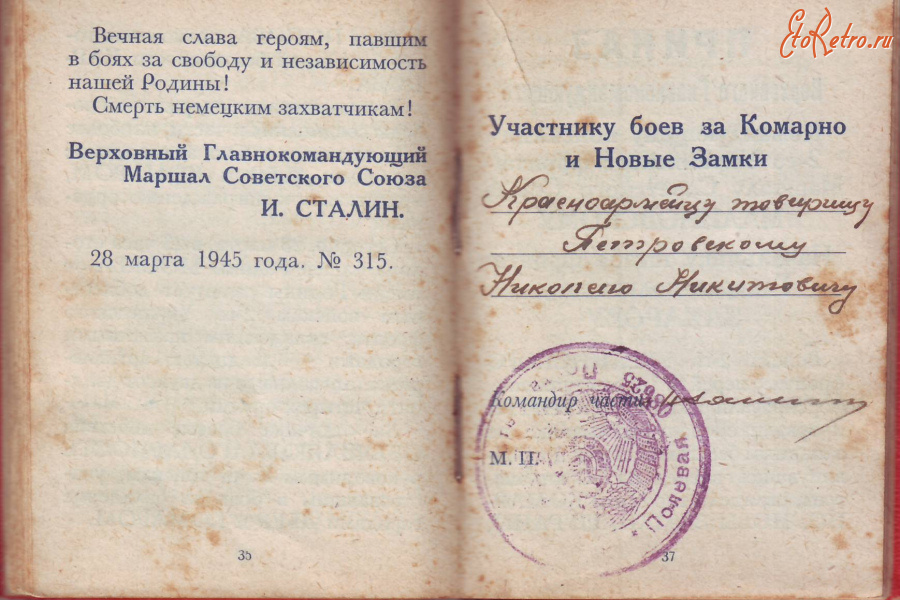 Вечная слава героям, павшим
в боях за свободу и независимость
нашей Родины!
Смерть немецким захватчикам!
Верховный Главнокомандующий
Маршал Советского Союза
И. СТАЛИН.
28 марта 1945 года. № 315.
35
EtoRetro.ru
Участнику боев за Комарно
и Новые Замки
Красноармейцу товарищу
Петровскому
Николаю Никитовичу
Командир части
М. П.
Полевая
08625
37